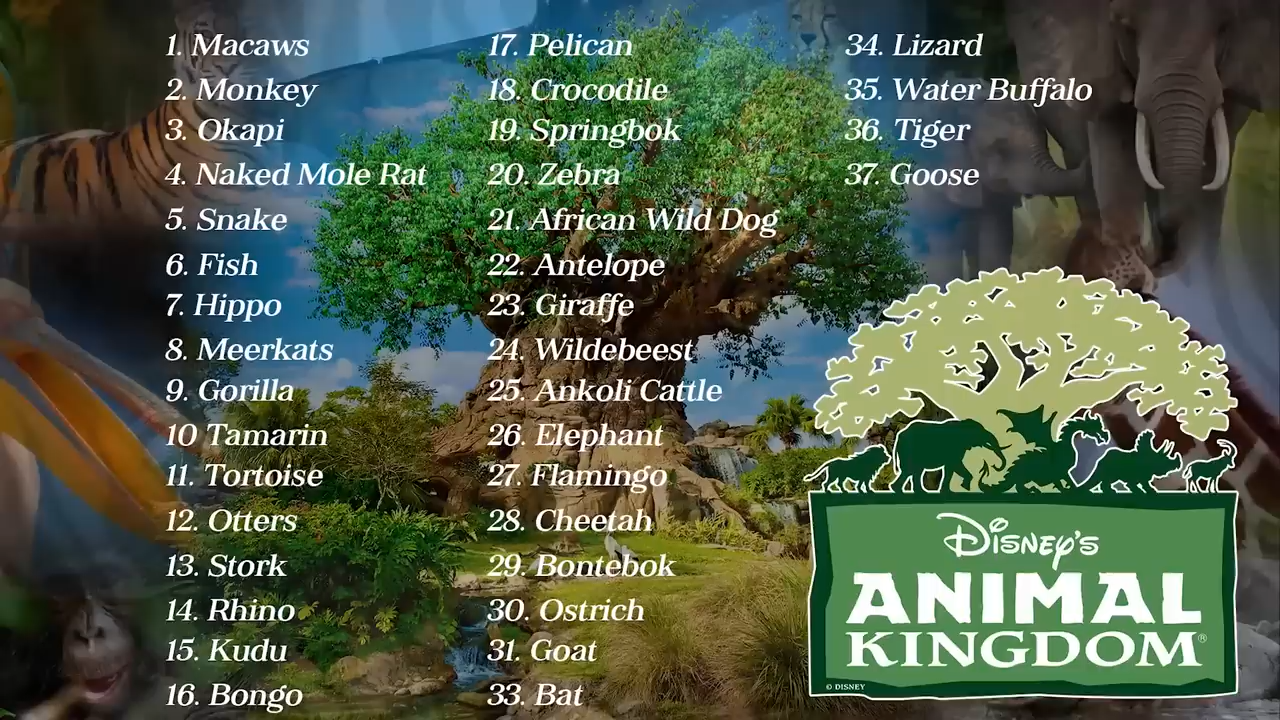 1. Macaws
2. Monkey
3. Okapi
4. Naked Mole Rat
5. Snake
6. Fish
7. Hippo
8. Meerkats
9. Gorilla
10 Tamarin
11. Tortoise
12. Otters
13. Stork
14. Rhino
15. Kudu
16. Bongo
17. Pelican
18. Crocodile
19. Springbok
20. Zebra
21. African Wild Dog
22. Antelope
23. Giraffe
24. Wildebeest
25. Ankoli Cattle
26. Elephant
27. Flamingo
28. Cheetah
29. Bontebok
30. Ostrich
31. Goat
33. Bat
34. Lizard
35. Water Buffalo
36. Tiger
37. Goose
Disney's
ANIMAL
KINGDOM®
© DISNEY